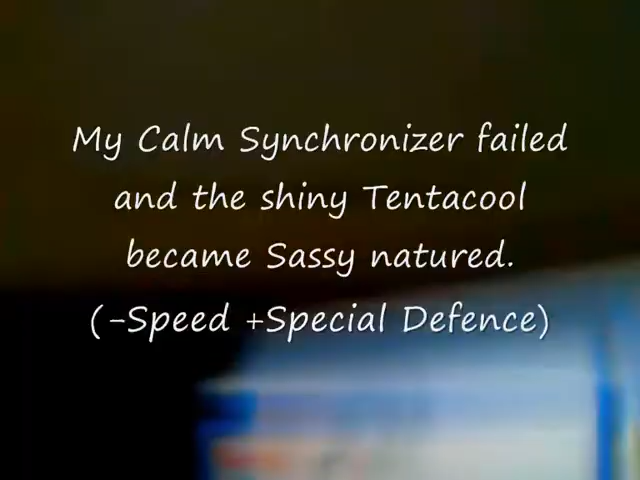 My Calm Synchronizer failed
and the shiny Tentacool
became Sassy natured.
(-Speed +Special Defence)